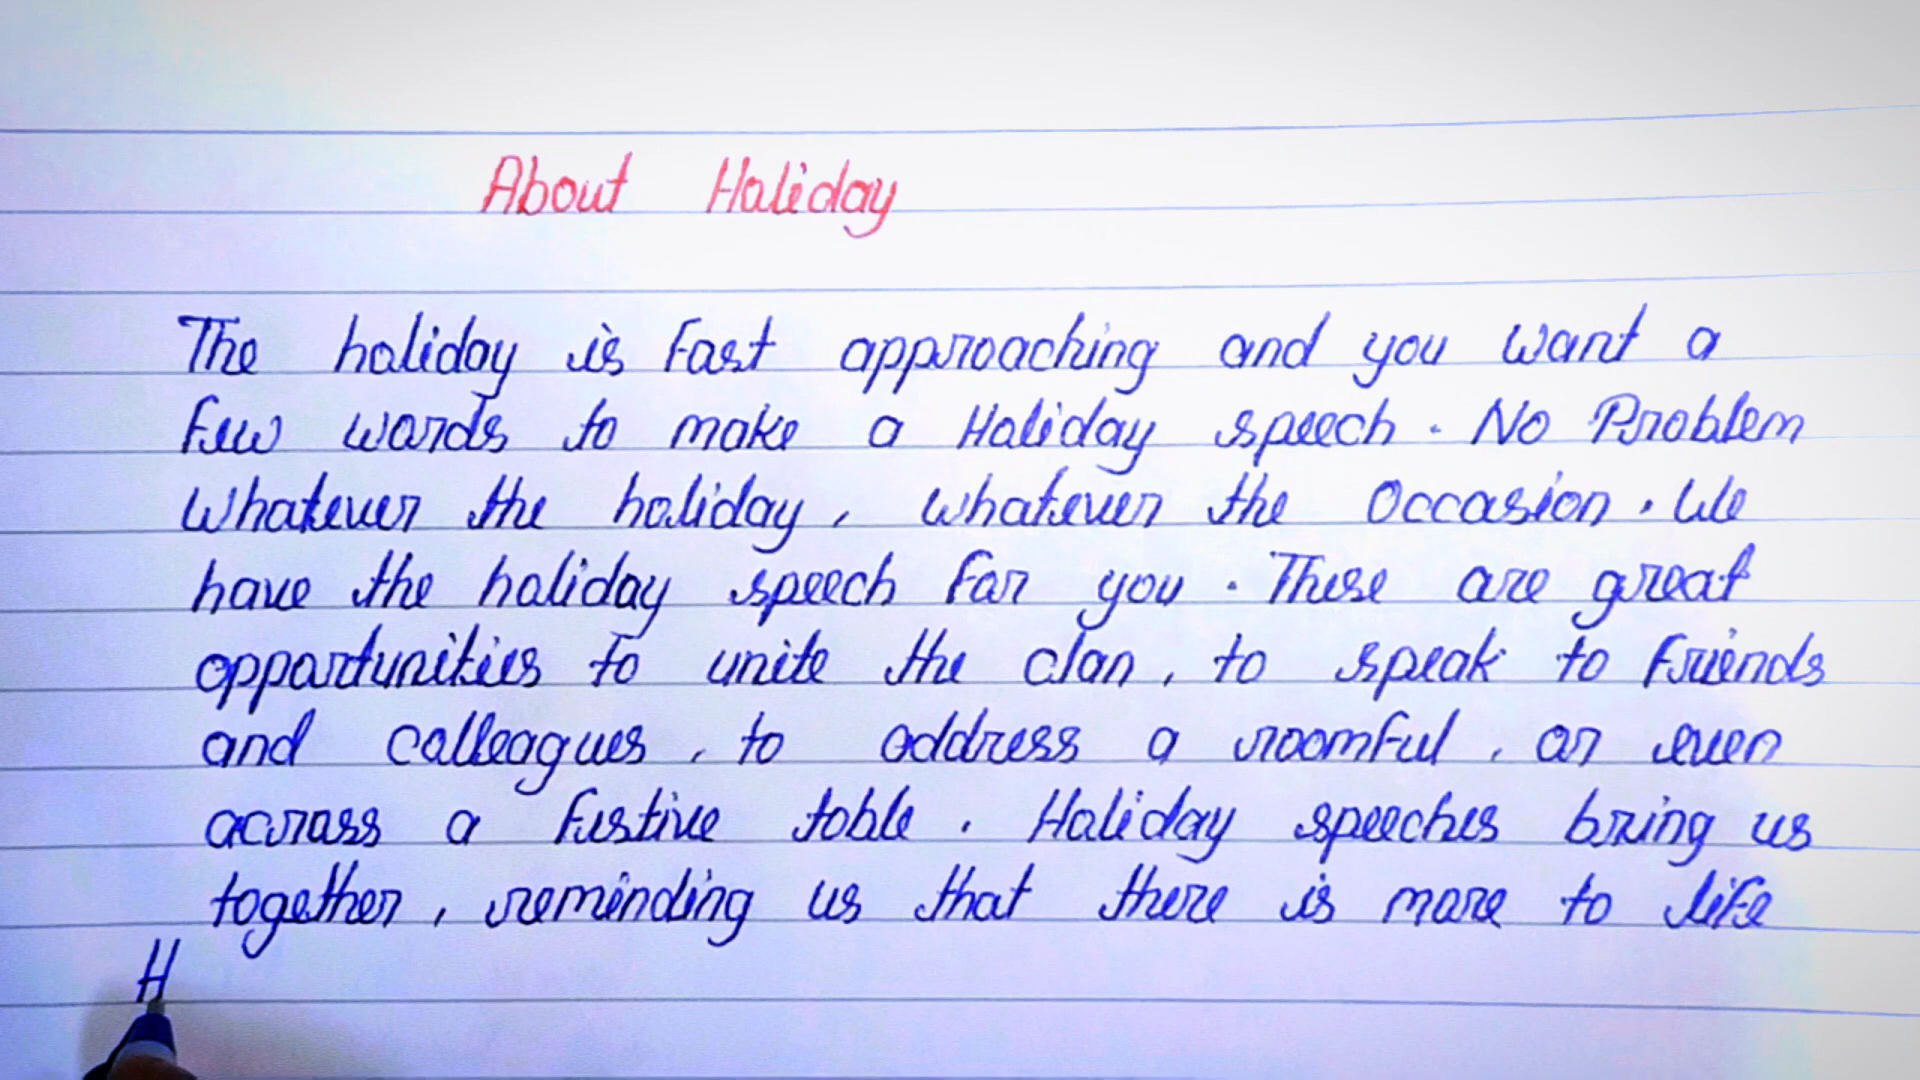 About Holiday
The holiday is Fast approaching and you want a
Few words to make a Holiday speech. No Problem
Whatever the holiday, whatever the Occasion. We
have the holiday speech For you. These are great
opportunities to unite the clan, to speak to Friends
and colleagues, to address a roomful, or even
across a Festive table. Holiday speeches bring us
together, reminding us that there is more to life
H